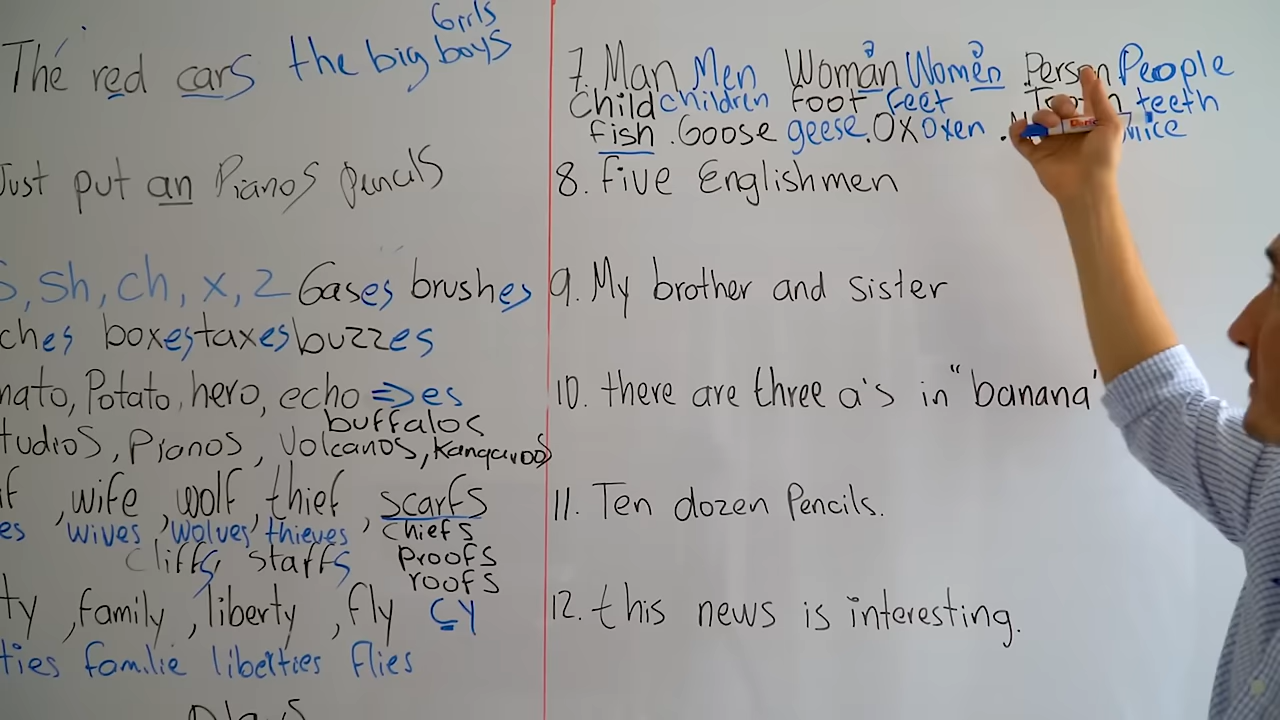 Girls
The red cars the big boys
Just put an Pianos pencils
S, sh, ch, x, z Gases brushes
ches boxes taxes buzzes
mato, Potato, hero, echo => es
buffalos
tudios, Pianos, Volcanos, Kangaroos
if, wife, wolf, thief, scarfs
es wives, wolves, thieves, chiefs
cliffs, staffs proofs
roofs
ty, family, liberty, fly CY
ties familie liberties flies
Plays
7. Man Men Woman Women Person People
Child children foot feet teeth
fish. Goose geese. Ox oxen. mice
8. five Englishmen
9. My brother and sister
10. there are three a's in "banana"
11. Ten dozen Pencils.
12. this news is interesting.